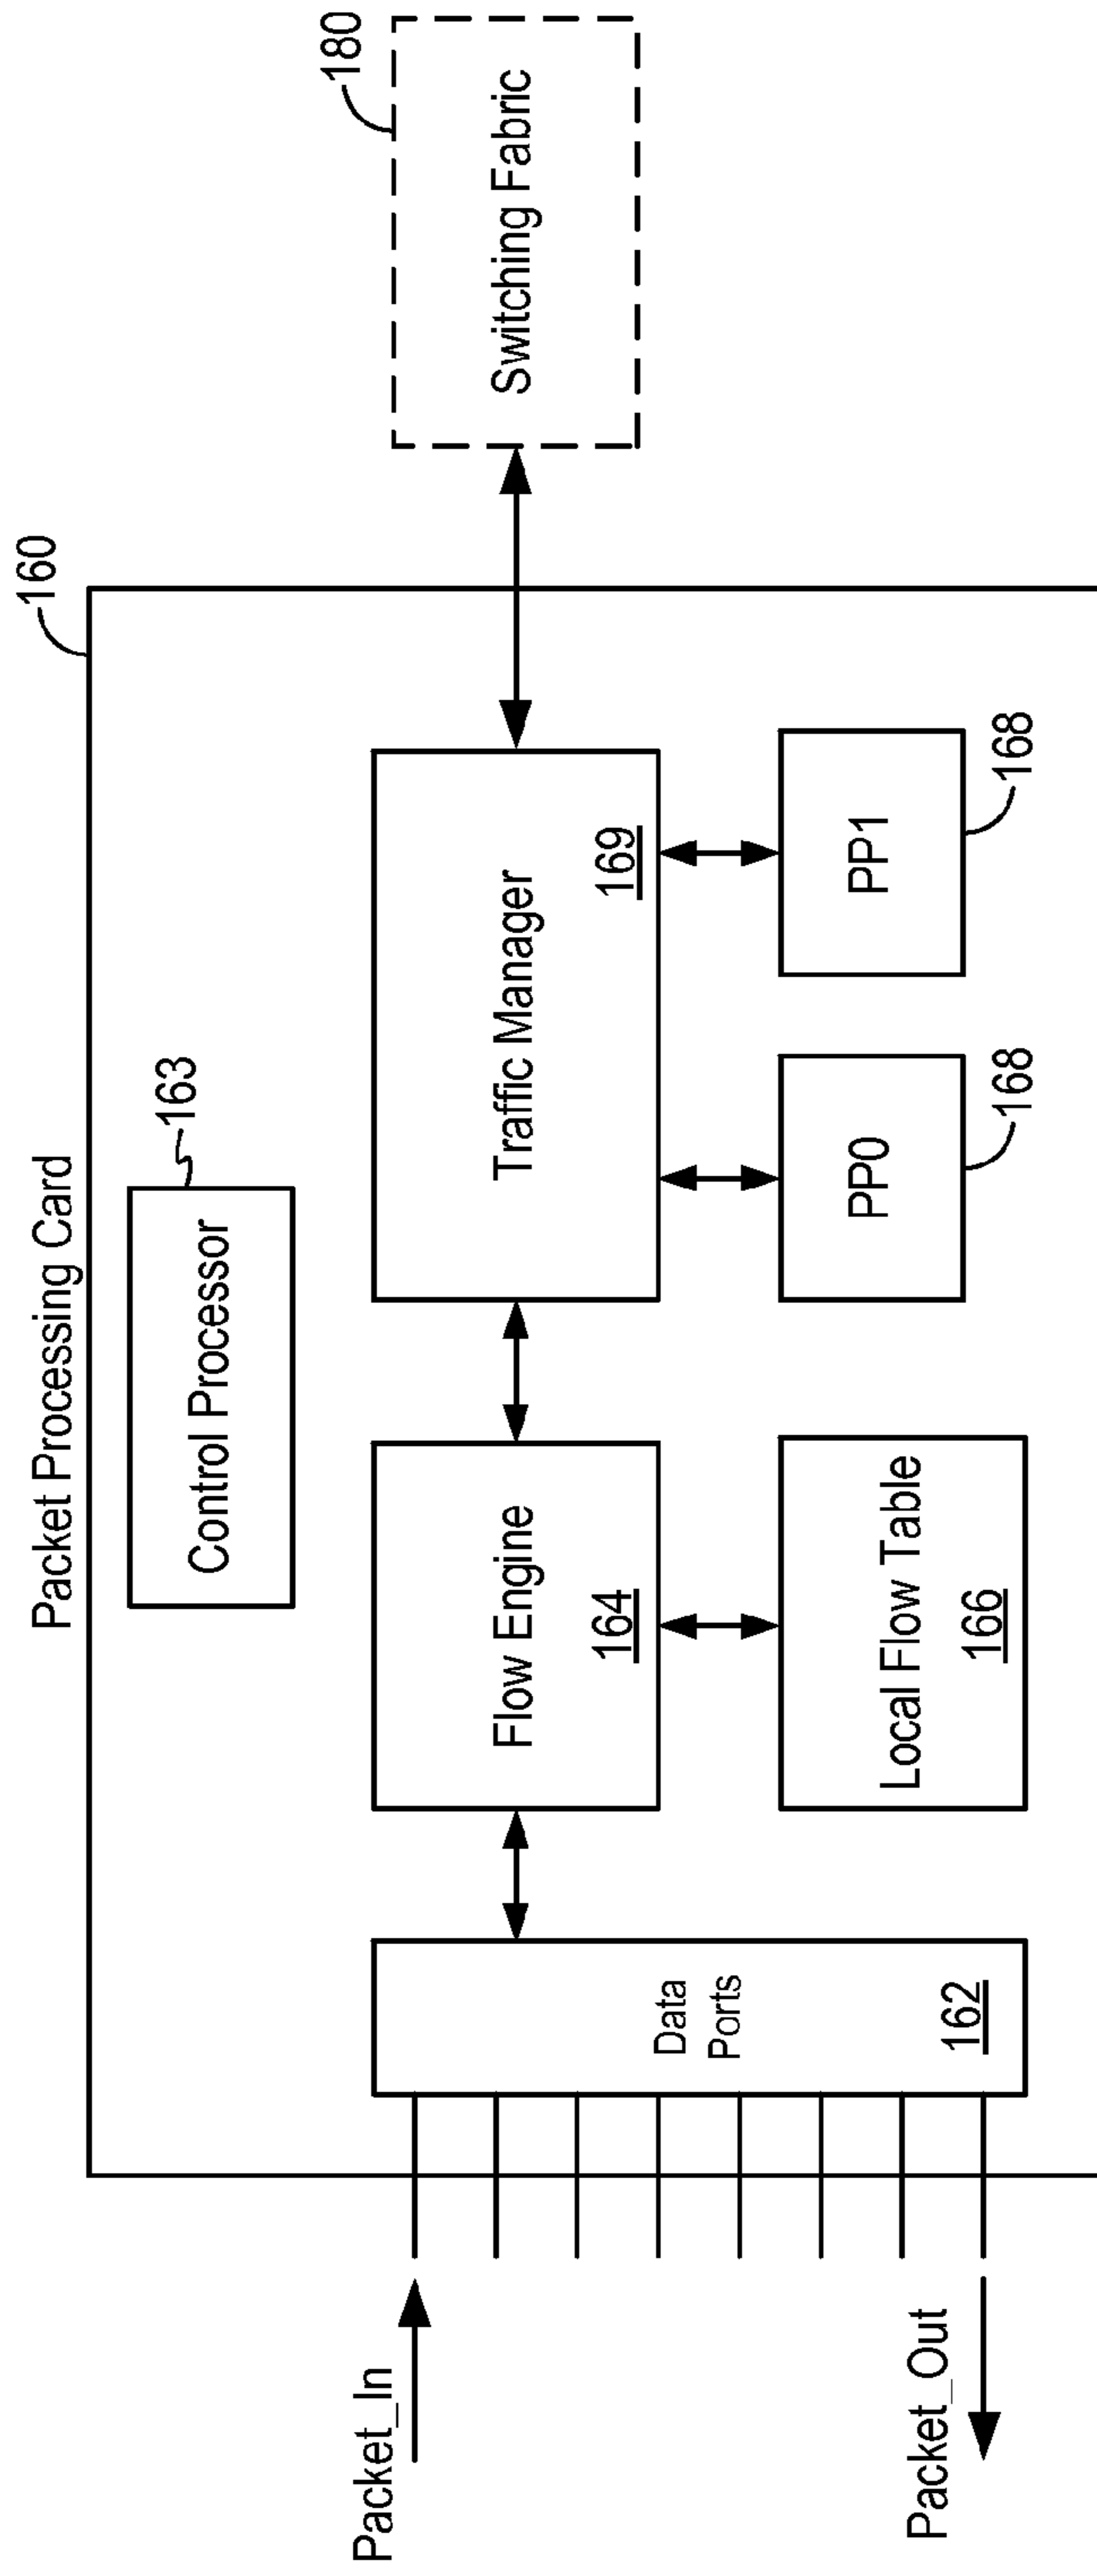 Packet Processing Card
160
180
Control Processor
163
Packet_In
Data
Ports
162
Flow Engine
164
Traffic Manager
169
Switching Fabric
Local Flow Table
166
PP0
168
PP1
168
Packet_Out